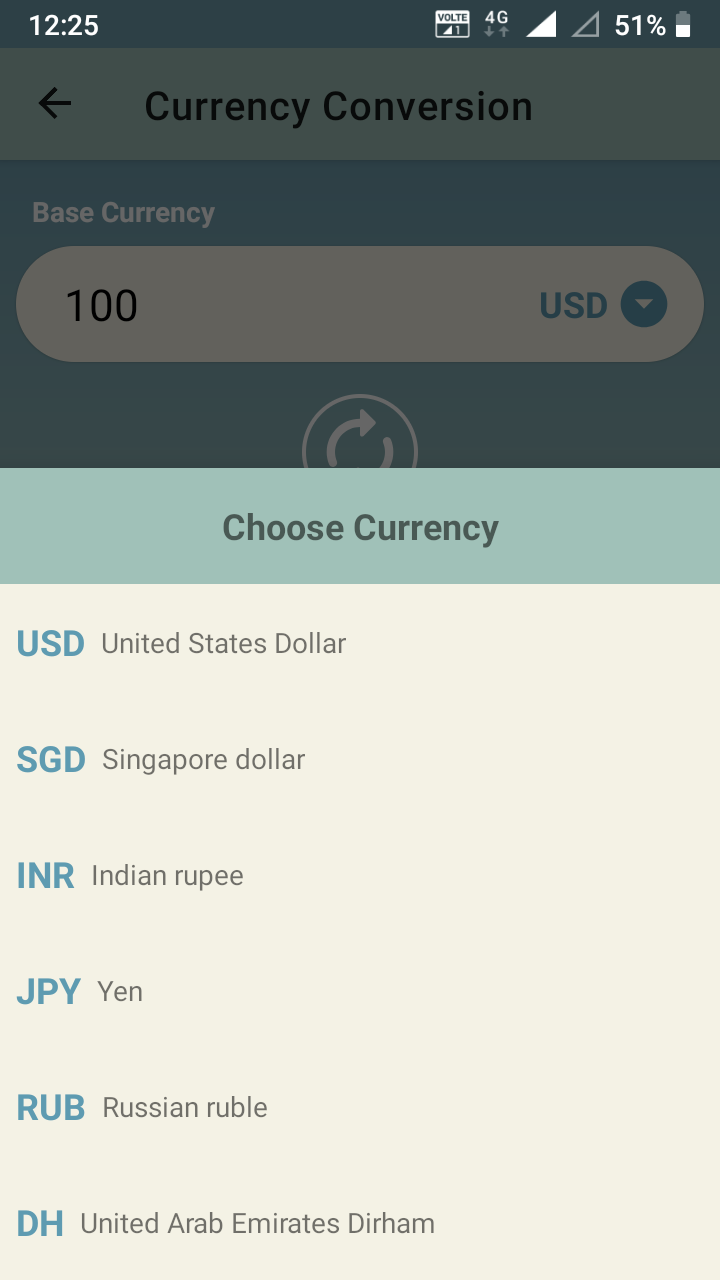 12:25 VOLTE 1 4G 51%
Currency Conversion
Base Currency
100 USD
Choose Currency
USD United States Dollar
SGD Singapore dollar
INR Indian rupee
JPY Yen
RUB Russian ruble
DH United Arab Emirates Dirham